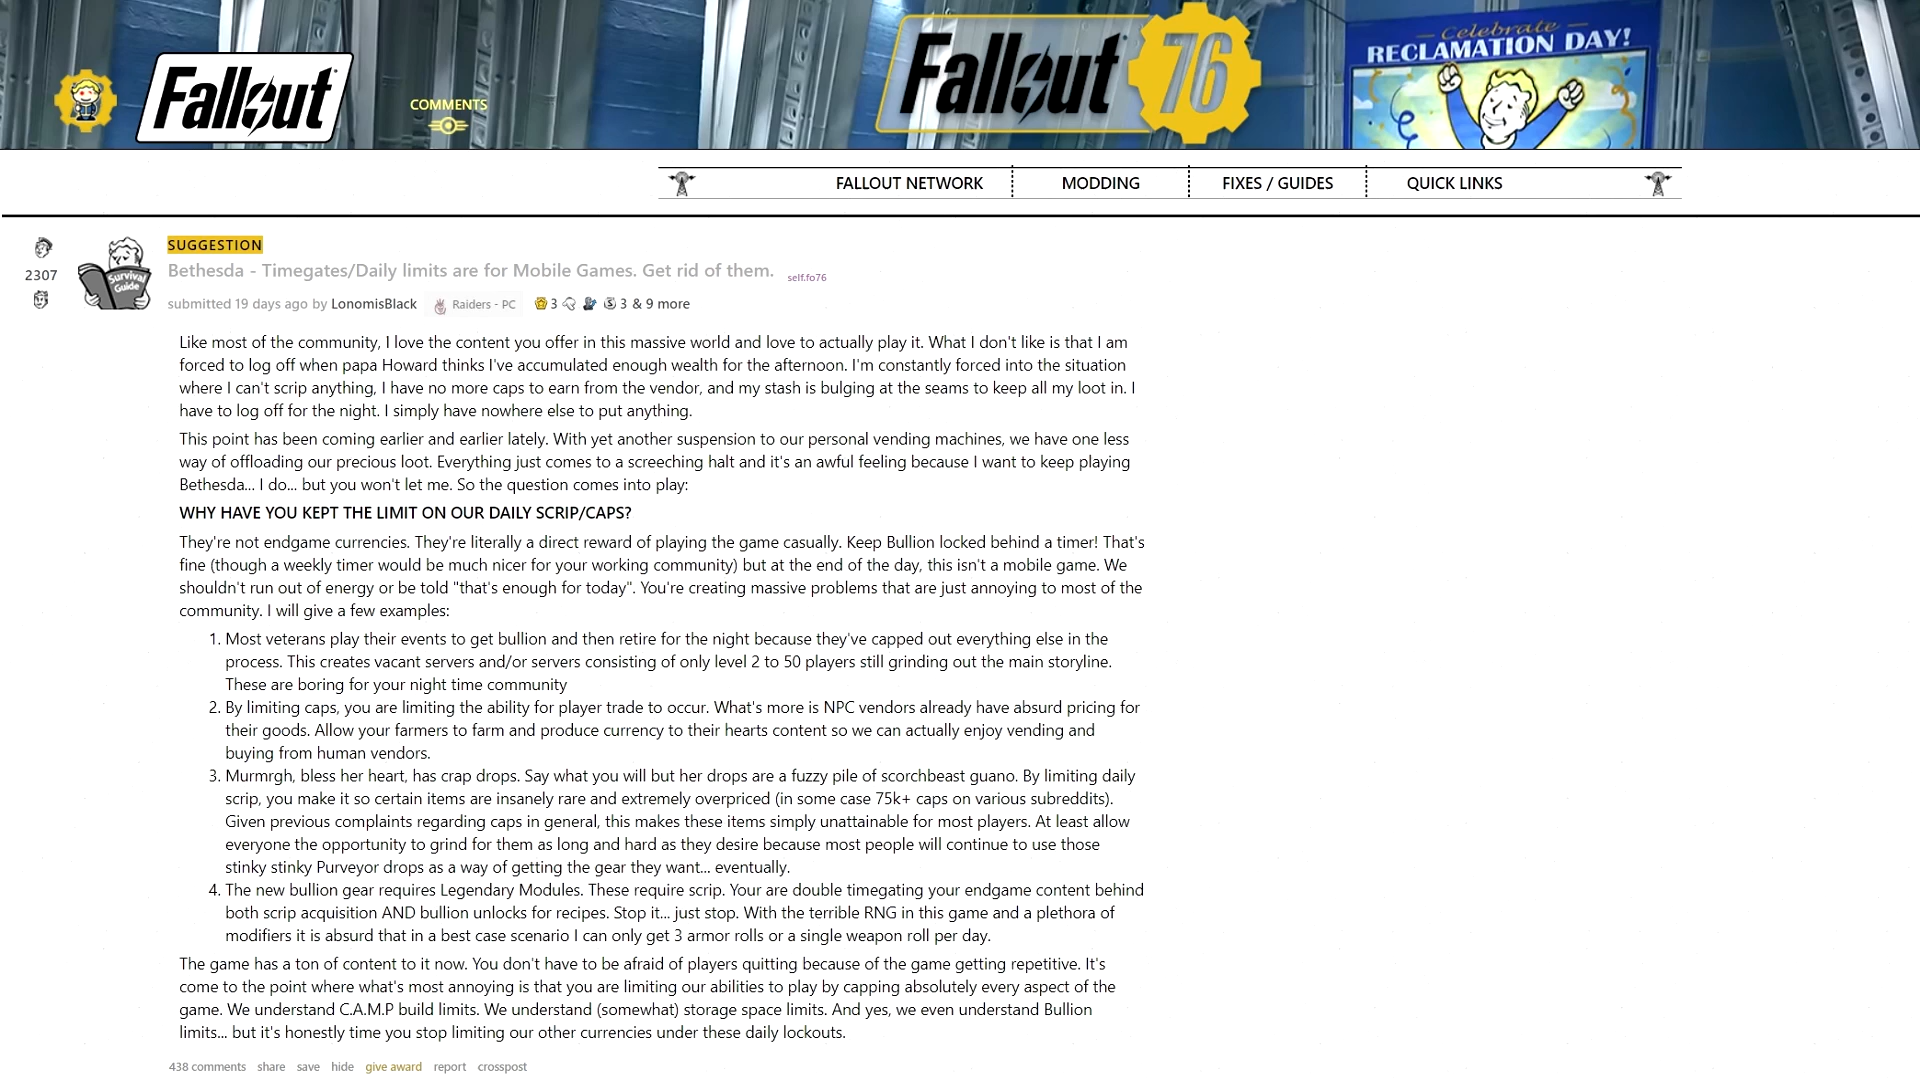 Celebrate
RECLAMATION DAY!
Fallout
COMMENTS
Fallout 76
FALLOUT NETWORK
MODDING
FIXES / GUIDES
QUICK LINKS
SUGGESTION
2307
Survival Guide
Bethesda - Timegates/Daily limits are for Mobile Games. Get rid of them. self.fo76
submitted 19 days ago by LonomisBlack Raiders - PC 3 3 & 9 more
Like most of the community, I love the content you offer in this massive world and love to actually play it. What I don't like is that I am
forced to log off when papa Howard thinks I've accumulated enough wealth for the afternoon. I'm constantly forced into the situation
where I can't scrip anything, I have no more caps to earn from the vendor, and my stash is bulging at the seams to keep all my loot in. I
have to log off for the night. I simply have nowhere else to put anything.
This point has been coming earlier and earlier lately. With yet another suspension to our personal vending machines, we have one less
way of offloading our precious loot. Everything just comes to a screeching halt and it's an awful feeling because I want to keep playing
Bethesda... I do... but you won't let me. So the question comes into play:
WHY HAVE YOU KEPT THE LIMIT ON OUR DAILY SCRIP/CAPS?
They're not endgame currencies. They're literally a direct reward of playing the game casually. Keep Bullion locked behind a timer! That's
fine (though a weekly timer would be much nicer for your working community) but at the end of the day, this isn't a mobile game. We
shouldn't run out of energy or be told "that's enough for today". You're creating massive problems that are just annoying to most of the
community. I will give a few examples:
1. Most veterans play their events to get bullion and then retire for the night because they've capped out everything else in the
process. This creates vacant servers and/or servers consisting of only level 2 to 50 players still grinding out the main storyline.
These are boring for your night time community
2. By limiting caps, you are limiting the ability for player trade to occur. What's more is NPC vendors already have absurd pricing for
their goods. Allow your farmers to farm and produce currency to their hearts content so we can actually enjoy vending and
buying from human vendors.
3. Murmrgh, bless her heart, has crap drops. Say what you will but her drops are a fuzzy pile of scorchbeast guano. By limiting daily
scrip, you make it so certain items are insanely rare and extremely overpriced (in some case 75k+ caps on various subreddits).
Given previous complaints regarding caps in general, this makes these items simply unattainable for most players. At least allow
everyone the opportunity to grind for them as long and hard as they desire because most people will continue to use those
stinky stinky Purveyor drops as a way of getting the gear they want... eventually.
4. The new bullion gear requires Legendary Modules. These require scrip. Your are double timegating your endgame content behind
both scrip acquisition AND bullion unlocks for recipes. Stop it... just stop. With the terrible RNG in this game and a plethora of
modifiers it is absurd that in a best case scenario I can only get 3 armor rolls or a single weapon roll per day.
The game has a ton of content to it now. You don't have to be afraid of players quitting because of the game getting repetitive. It's
come to the point where what's most annoying is that you are limiting our abilities to play by capping absolutely every aspect of the
game. We understand C.A.M.P build limits. We understand (somewhat) storage space limits. And yes, we even understand Bullion
limits... but it's honestly time you stop limiting our other currencies under these daily lockouts.
438 comments share save hide give award report crosspost